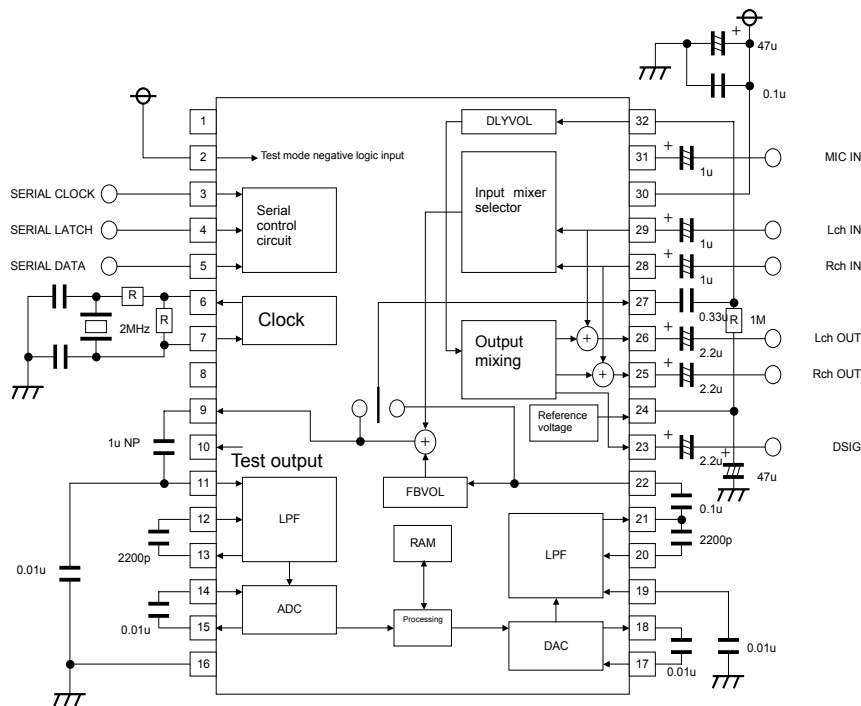 47u
0.1u
1
2
3
4
5
6
7
8
9
10
11
12
13
14
15
16
32
31
30
29
28
27
26
25
24
23
22
21
20
19
18
17
Test mode negative logic input
SERIAL CLOCK
SERIAL LATCH
SERIAL DATA
Serial
control
circuit
R
R
2MHz
Clock
1u NP
Test output
LPF
2200p
0.01u
ADC
0.01u
DLYVOL
Input mixer
selector
Output
mixing
Reference
voltage
FBVOL
RAM
Processing
LPF
DAC
+
1u
MIC IN
+
1u
Lch IN
+
1u
Rch IN
0.33u
R
1M
+
2.2u
Lch OUT
+
2.2u
Rch OUT
+
2.2u
DSIG
+
47u
0.1u
2200p
0.01u
0.01u